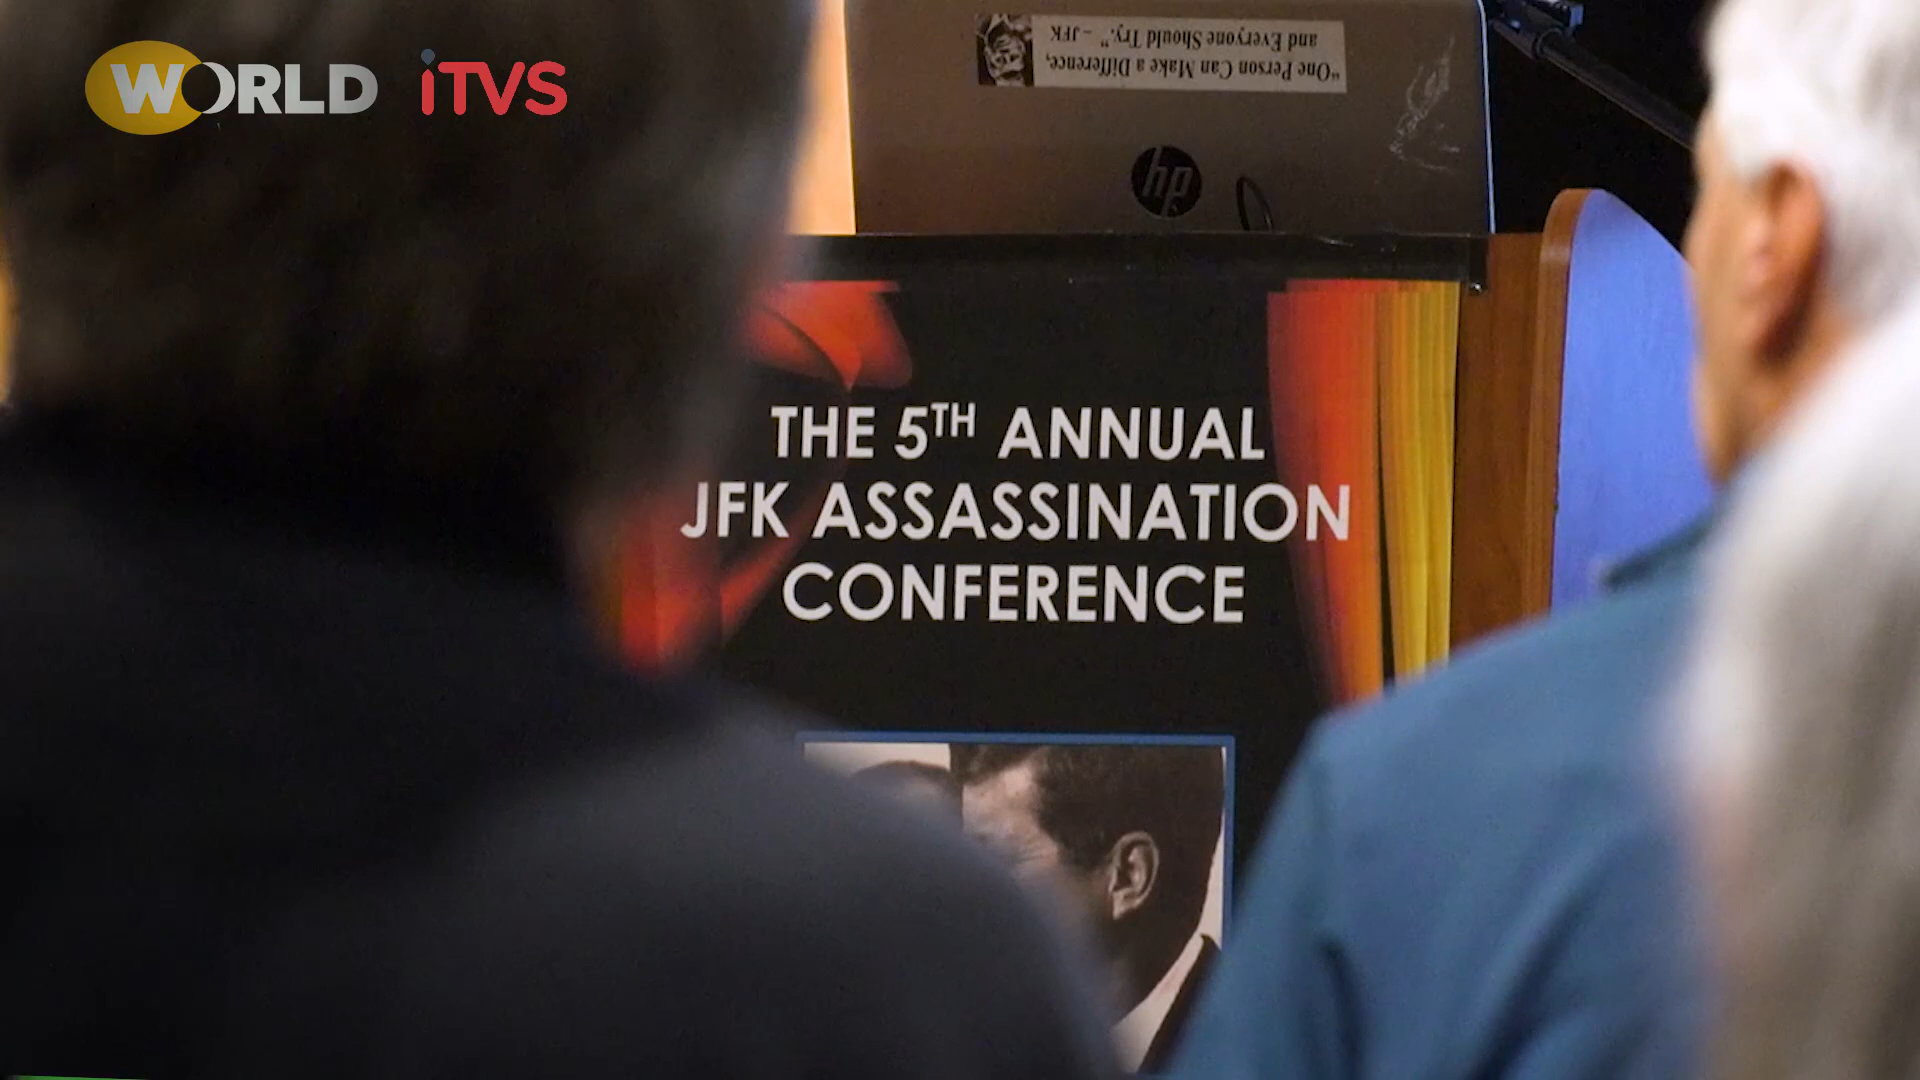 WORLD iTVS
"One Person Can Make a Difference,
and Everyone Should Try." – JFK
hp
THE 5TH ANNUAL
JFK ASSASSINATION
CONFERENCE